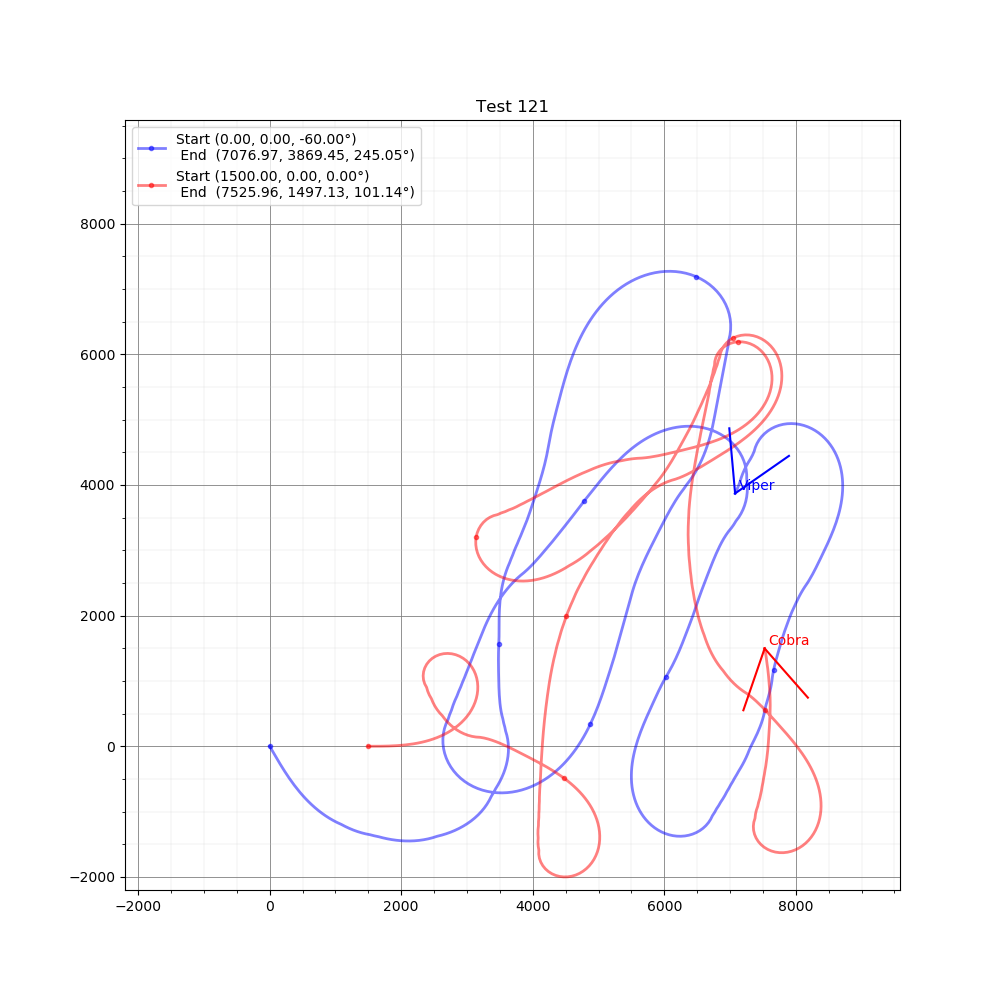 Test 121
Start (0.00, 0.00, -60.00°)
End  (7076.97, 3869.45, 245.05°)
Start (1500.00, 0.00, 0.00°)
End  (7525.96, 1497.13, 101.14°)
8000
6000
4000
2000
0
−2000
Viper
Cobra
−2000 0 2000 4000 6000 8000